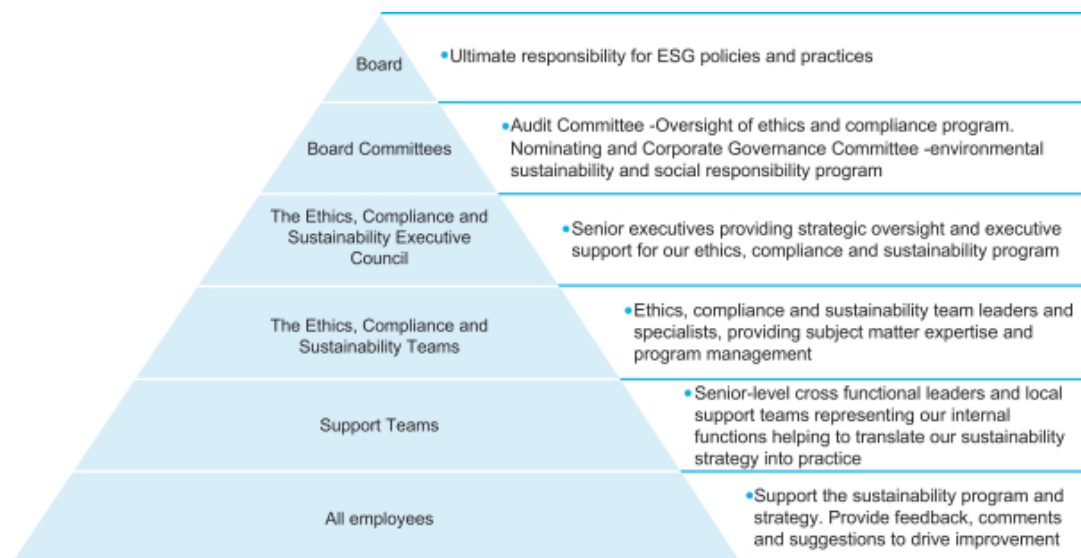 Board
•Ultimate responsibility for ESG policies and practices
Board Committees
•Audit Committee -Oversight of ethics and compliance program.
Nominating and Corporate Governance Committee -environmental
sustainability and social responsibility program
The Ethics, Compliance and
Sustainability Executive
Council
•Senior executives providing strategic oversight and executive
support for our ethics, compliance and sustainability program
The Ethics, Compliance and
Sustainability Teams
•Ethics, compliance and sustainability team leaders and
specialists, providing subject matter expertise and
program management
Support Teams
•Senior-level cross functional leaders and local
support teams representing our internal
functions helping to translate our sustainability
strategy into practice
All employees
•Support the sustainability program and
strategy. Provide feedback, comments
and suggestions to drive improvement